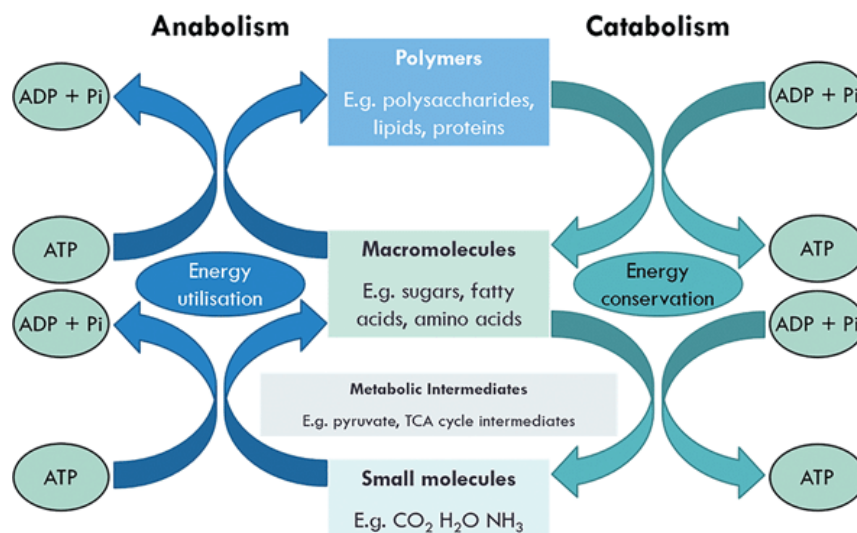 Anabolism
Catabolism
Polymers
E.g. polysaccharides,
lipids, proteins
ADP + Pi
ADP + Pi
ATP
Macromolecules
E.g. sugars, fatty
acids, amino acids
ATP
Energy
utilisation
Energy
conservation
ADP + Pi
ADP + Pi
Metabolic Intermediates
E.g. pyruvate, TCA cycle intermediates
ATP
Small molecules
E.g. CO₂ H₂O NH₃
ATP